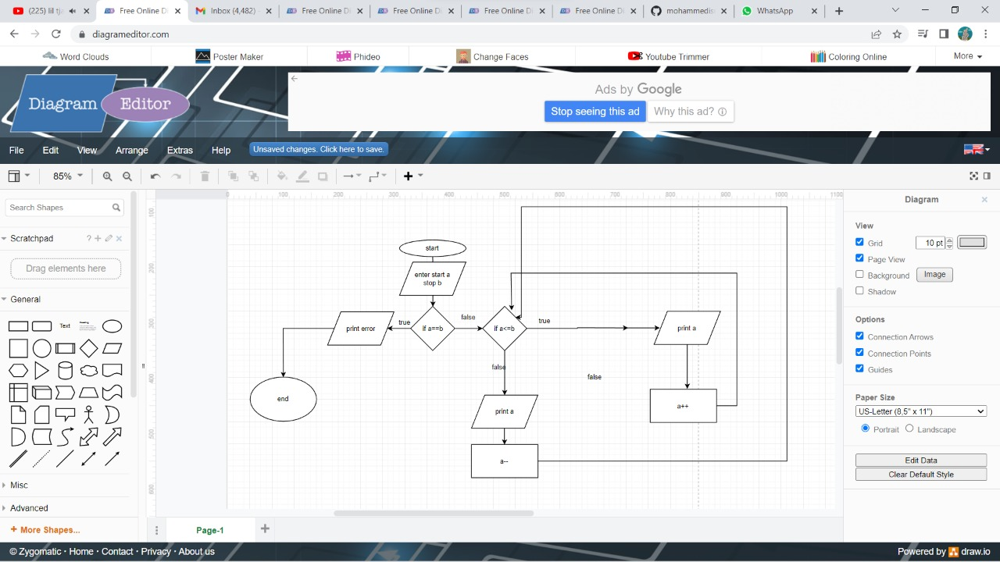 (225) lil tj
Free Online Di
Inbox (4,482) -
Free Online Di
Free Online Di
Free Online Di
Free Online Di
mohammedis
WhatsApp
diagrameditor.com
Word Clouds
Poster Maker
Phideo
Change Faces
Youtube Trimmer
Coloring Online
More
Diagram Editor
Ads by Google
Stop seeing this ad
Why this ad?
File Edit View Arrange Extras Help
Unsaved changes. Click here to save.
85%
Search Shapes
Scratchpad
?
Drag elements here
General
Text
Misc
Advanced
+ More Shapes...
0 100 200 300 400 500 600 700 800 900 1000 1100
100
200
300
400
500
600
start
enter start a
stop b
print error
true
if a==b
false
if a<=b
true
print a
end
false
false
a++
print a
a--
Page-1
Diagram
View
Grid
10 pt
Page View
Background
Image
Shadow
Options
Connection Arrows
Connection Points
Guides
Paper Size
US-Letter (8,5" x 11")
Portrait
Landscape
Edit Data
Clear Default Style
© Zygomatic · Home · Contact · Privacy · About us
Powered by draw.io